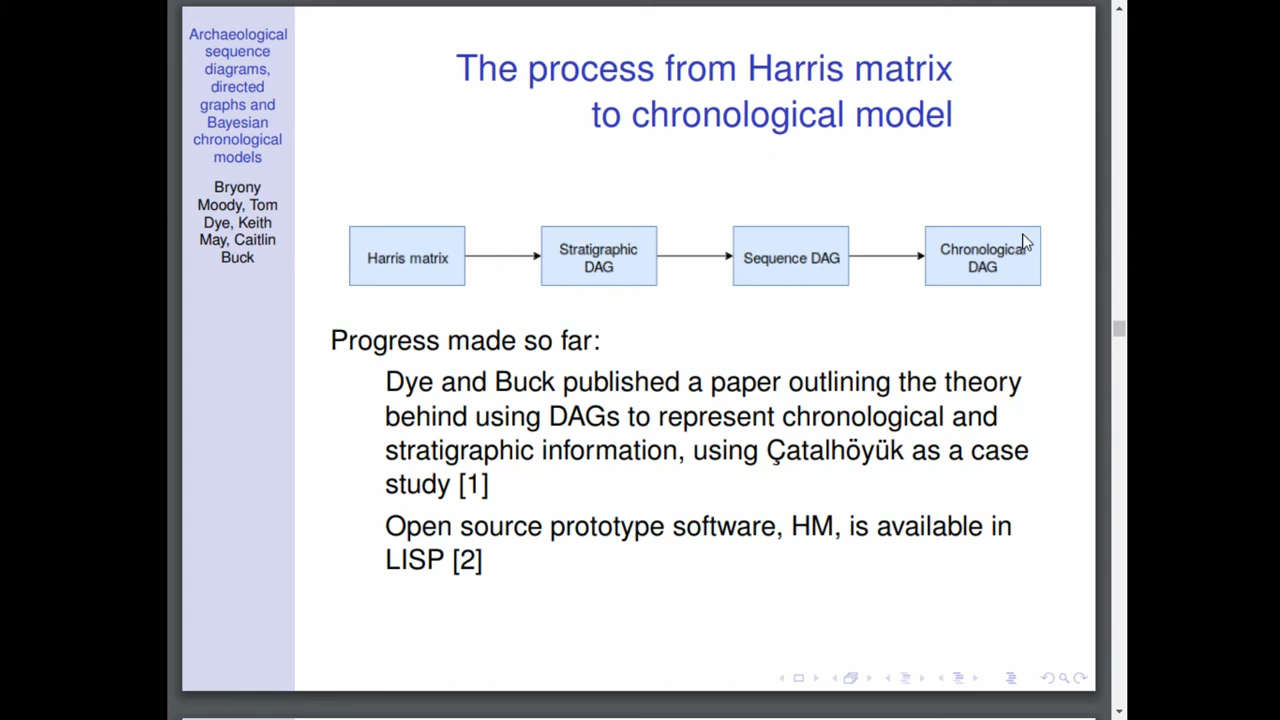 Archaeological
sequence
diagrams,
directed
graphs and
Bayesian
chronological
models
Bryony
Moody, Tom
Dye, Keith
May, Caitlin
Buck
The process from Harris matrix
to chronological model
Harris matrix
Stratigraphic
DAG
Sequence DAG
Chronological
DAG
Progress made so far:
Dye and Buck published a paper outlining the theory
behind using DAGs to represent chronological and
stratigraphic information, using Çatalhöyük as a case
study [1]
Open source prototype software, HM, is available in
LISP [2]